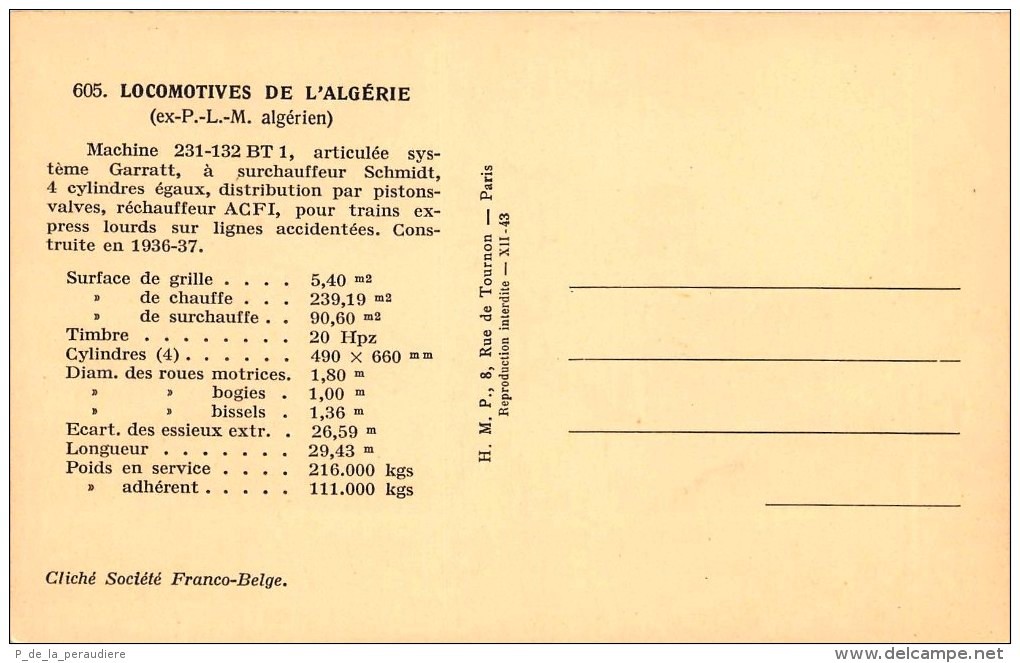 605. LOCOMOTIVES DE L'ALGÉRIE
(ex-P.-L.-M. algérien)
Machine 231-132 BT 1, articulée sys-
tème Garratt, à surchauffeur Schmidt,
4 cylindres égaux, distribution par pistons-
valves, réchauffeur ACFI, pour trains ex-
press lourds sur lignes accidentées. Cons-
truite en 1936-37.
Surface de grille . . . . 5,40 m2
» de chauffe . . . 239,19 m2
» de surchauffe . . 90,60 m2
Timbre . . . . . . . . 20 Hpz
Cylindres (4) . . . . . . 490 × 660 mm
Diam. des roues motrices. 1,80 m
» » bogies . 1,00 m
» » bissels . 1,36 m
Ecart. des essieux extr. . 26,59 m
Longueur . . . . . . . 29,43 m
Poids en service . . . . 216.000 kgs
» adhérent . . . . . 111.000 kgs
Cliché Société Franco-Belge.
H. M. P., 8, Rue de Tournon — Paris
Reproduction interdite — XII-43
P_de_la_peraudiere
delcampe.net